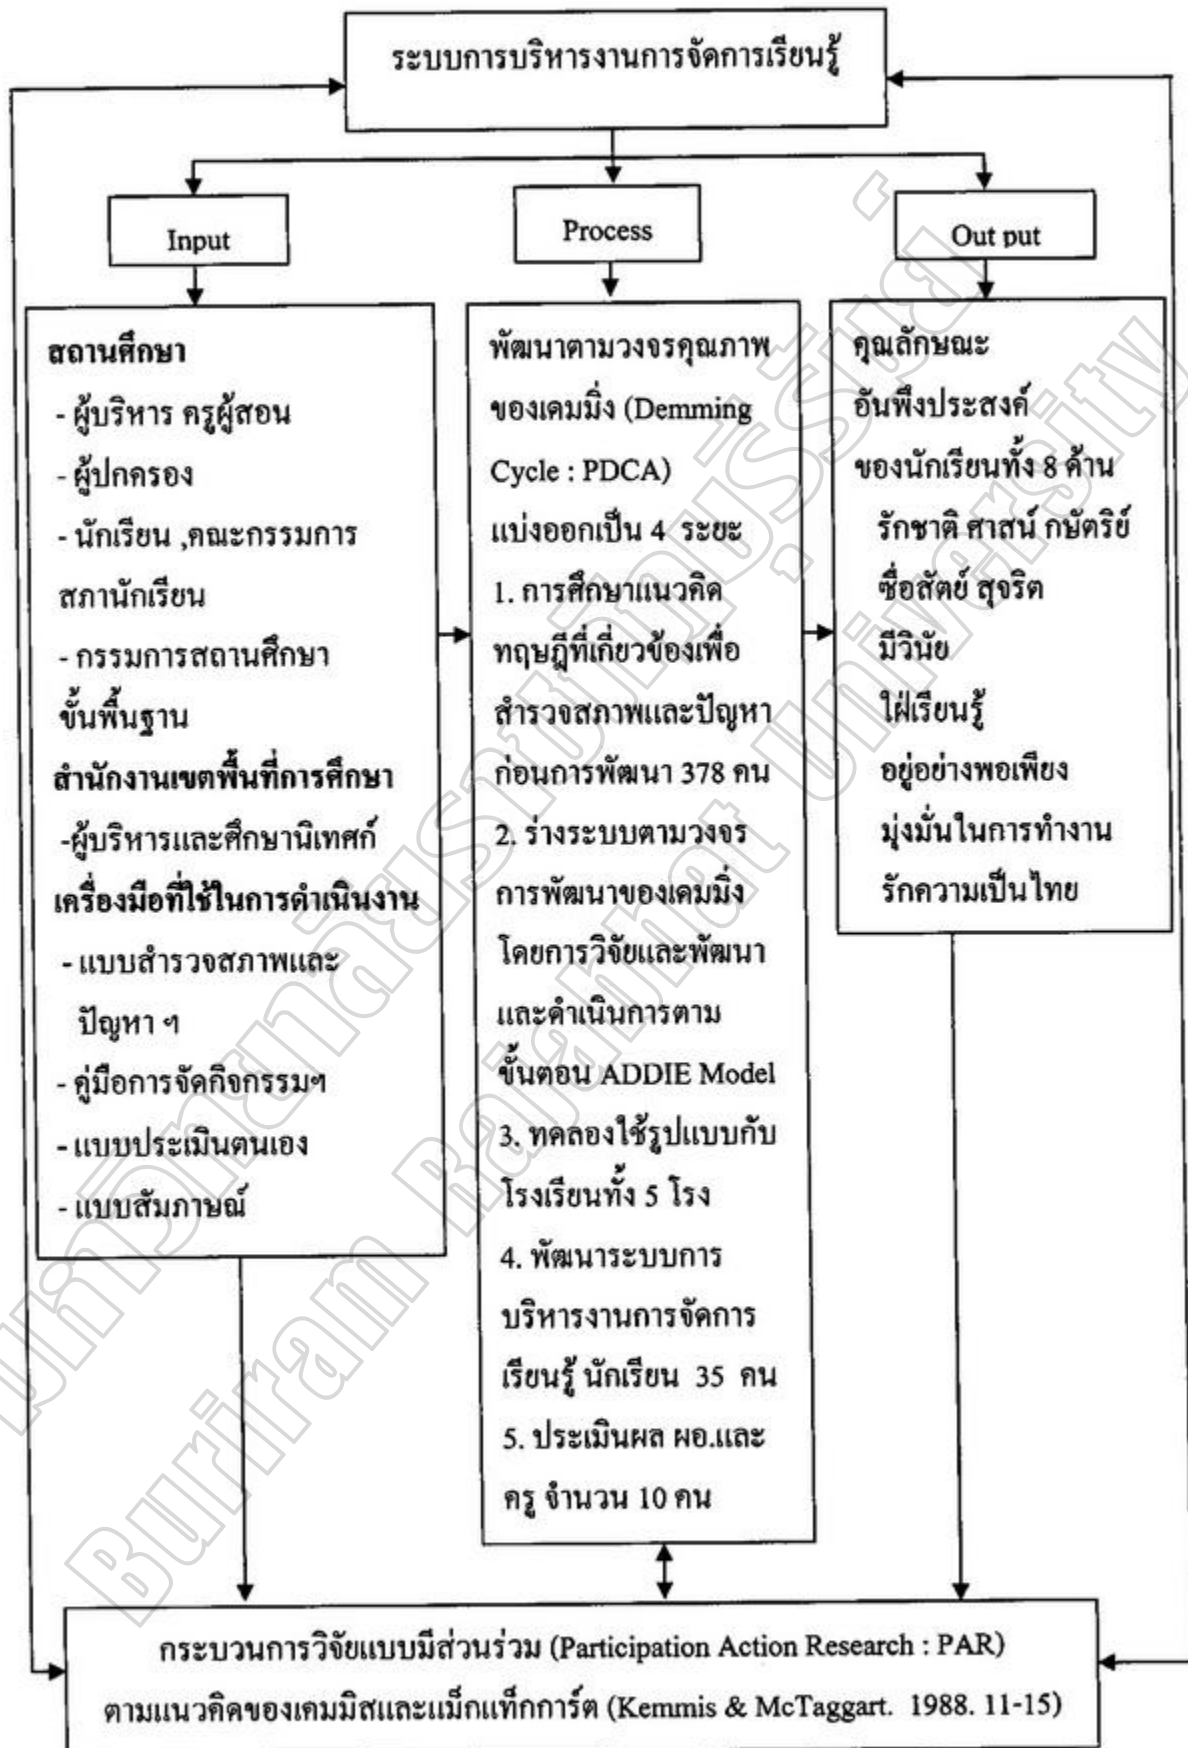 ระบบการบริหารงานการจัดการเรียนรู้
Input
Process
Out put
สถานศึกษา
- ผู้บริหาร ครูผู้สอน
- ผู้ปกครอง
- นักเรียน ,คณะกรรมการ
สภานักเรียน
- กรรมการสถานศึกษา
ขั้นพื้นฐาน
สำนักงานเขตพื้นที่การศึกษา
-ผู้บริหารและศึกษานิเทศก์
เครื่องมือที่ใช้ในการดำเนินงาน
- แบบสำรวจสภาพและ
ปัญหา ฯ
- คู่มือการจัดกิจกรรมฯ
- แบบประเมินตนเอง
- แบบสัมภาษณ์
พัฒนาตามวงจรคุณภาพ
ของเดมมิ่ง (Demming
Cycle : PDCA)
แบ่งออกเป็น 4 ระยะ
1. การศึกษาแนวคิด
ทฤษฎีที่เกี่ยวข้องเพื่อ
สำรวจสภาพและปัญหา
ก่อนการพัฒนา 378 คน
2. ร่างระบบตามวงจร
การพัฒนาของเดมมิ่ง
โดยการวิจัยและพัฒนา
และดำเนินการตาม
ขั้นตอน ADDIE Model
3. ทดลองใช้รูปแบบกับ
โรงเรียนทั้ง 5 โรง
4. พัฒนาระบบการ
บริหารงานการจัดการ
เรียนรู้ นักเรียน 35 คน
5. ประเมินผล ผอ.และ
ครู จำนวน 10 คน
คุณลักษณะ
อันพึงประสงค์
ของนักเรียนทั้ง 8 ด้าน
รักชาติ ศาสน์ กษัตริย์
ซื่อสัตย์ สุจริต
มีวินัย
ใฝ่เรียนรู้
อยู่อย่างพอเพียง
มุ่งมั่นในการทำงาน
รักความเป็นไทย
กระบวนการวิจัยแบบมีส่วนร่วม (Participation Action Research : PAR)
ตามแนวคิดของเคมมิสและแม็กแท็กการ์ต (Kemmis & McTaggart. 1988. 11-15)
มหาวิทยาลัยราชภัฏบุรีรัมย์
Buriram Rajabhat University